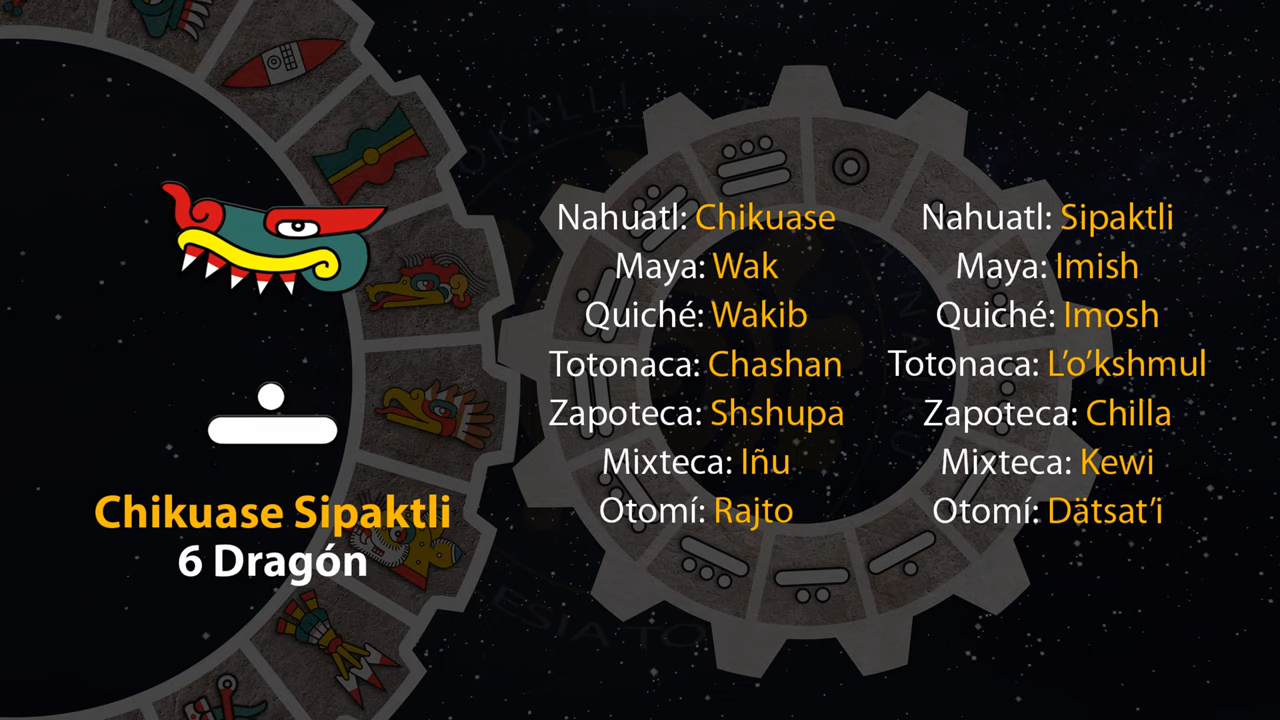 Chikuase Sipaktli
6 Dragón
Nahuatl: Chikuase
Maya: Wak
Quiché: Wakib
Totonaca: Chashan
Zapoteca: Shshupa
Mixteca: Iñu
Otomí: Rajto
Nahuatl: Sipaktli
Maya: Imish
Quiché: Imosh
Totonaca: L'o'kshmul
Zapoteca: Chilla
Mixteca: Kewi
Otomí: Dätsat'i